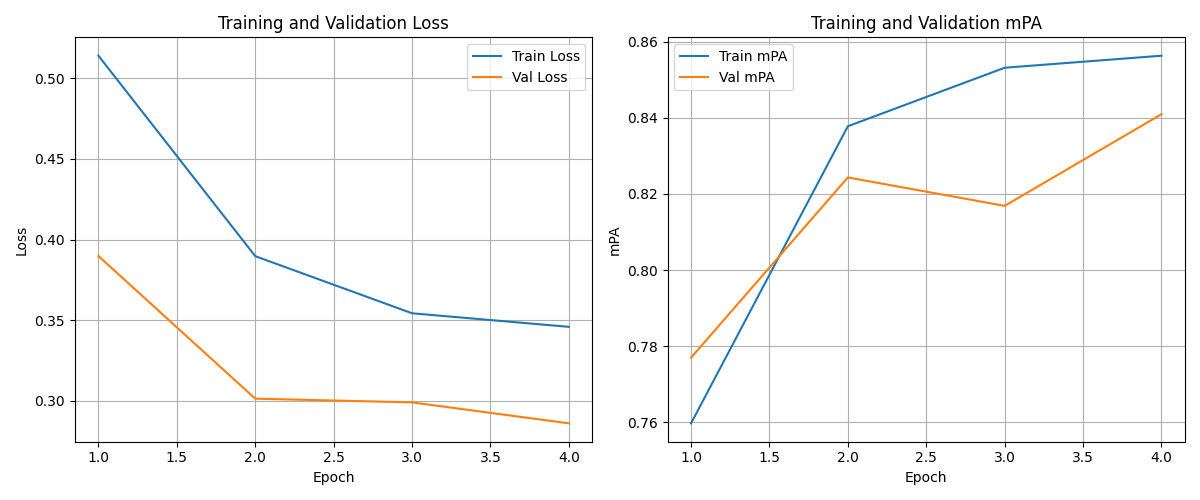 Training and Validation Loss
Train Loss
Val Loss
0.50
0.45
0.40
0.35
0.30
Loss
1.0 1.5 2.0 2.5 3.0 3.5 4.0
Epoch
Training and Validation mPA
Train mPA
Val mPA
0.86
0.84
0.82
0.80
0.78
0.76
mPA
1.0 1.5 2.0 2.5 3.0 3.5 4.0
Epoch